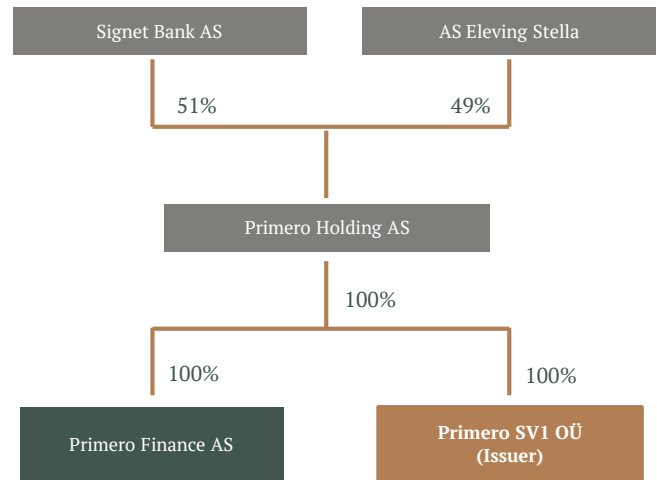 Signet Bank AS
AS Eleving Stella
51%
49%
Primero Holding AS
100%
100%
100%
Primero Finance AS
Primero SV1 OÜ
(Issuer)